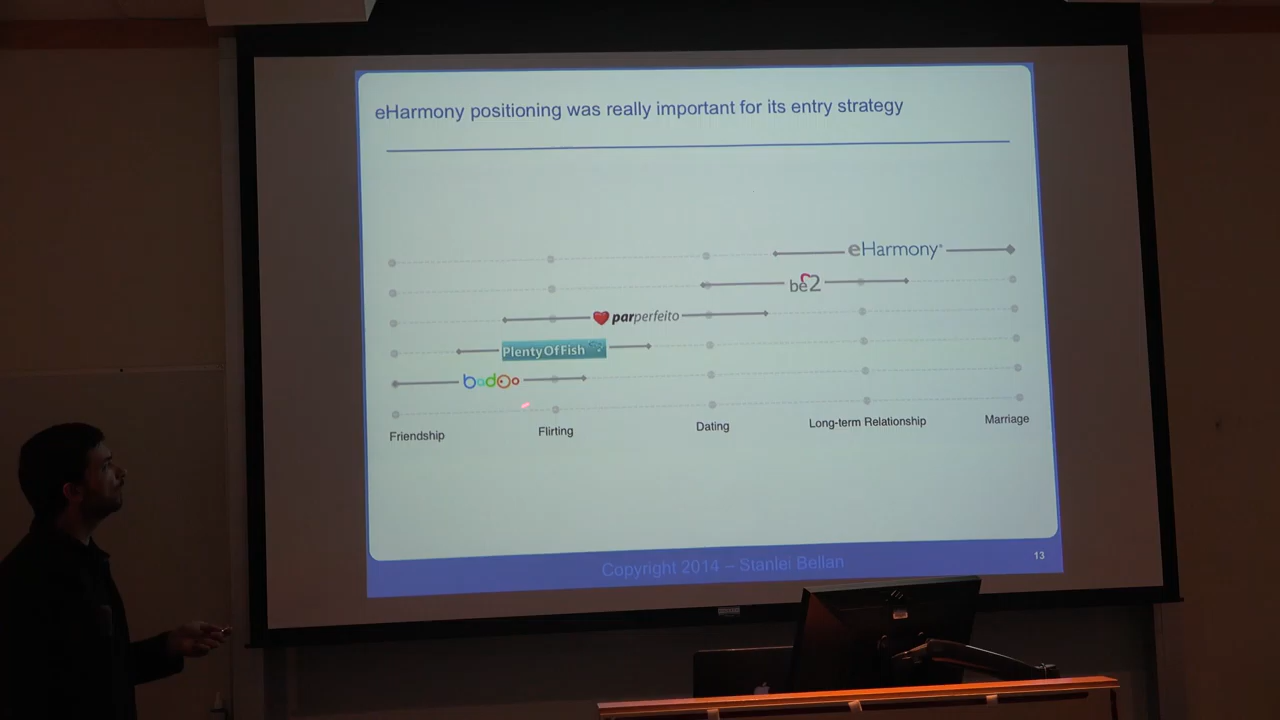 eHarmony positioning was really important for its entry strategy
eHarmony
be2
parperfeito
PlentyOfFish
badoo
Friendship
Flirting
Dating
Long-term Relationship
Marriage
Copyright 2014 – Stanlei Bellan
13